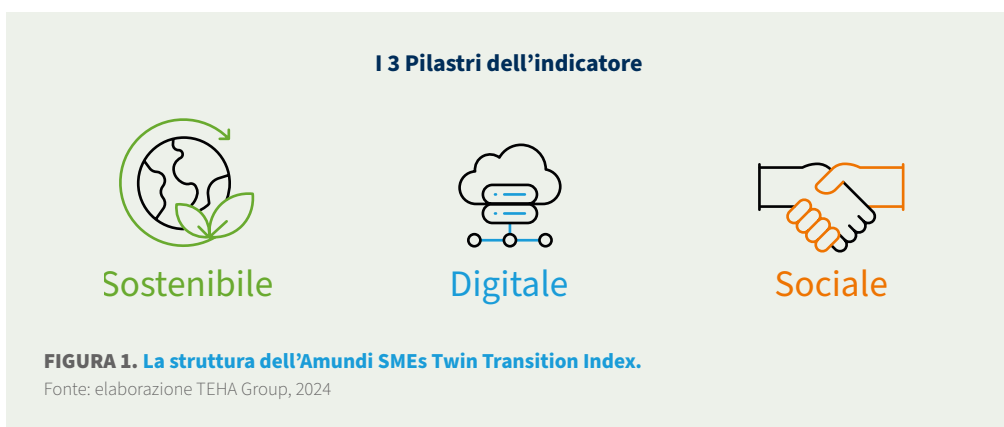 I 3 Pilastri dell’indicatore
Sostenibile
Digitale
Sociale
FIGURA 1. La struttura dell’Amundi SMEs Twin Transition Index.
Fonte: elaborazione TEHA Group, 2024